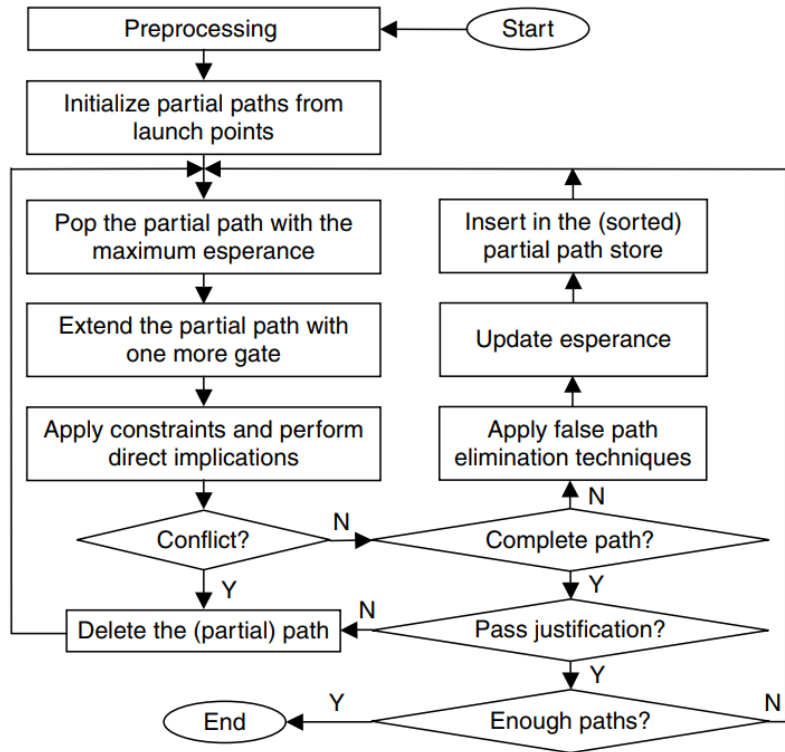 Preprocessing
Start
Initialize partial paths from
launch points
Pop the partial path with the
maximum esperance
Insert in the (sorted)
partial path store
Extend the partial path with
one more gate
Update esperance
Apply constraints and perform
direct implications
Apply false path
elimination techniques
N
Conflict?
N
Complete path?
Y
Y
Delete the (partial) path
N
Pass justification?
Y
End
Y
Enough paths?
N